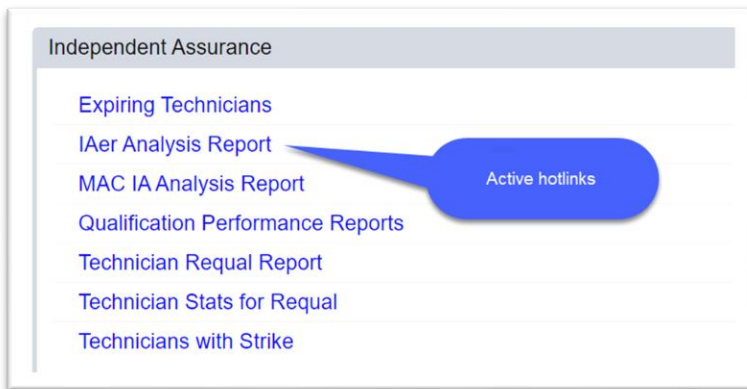 Independent Assurance
Expiring Technicians
IAer Analysis Report
Active hotlinks
MAC IA Analysis Report
Qualification Performance Reports
Technician Requal Report
Technician Stats for Requal
Technicians with Strike